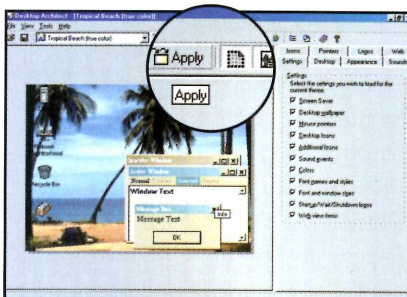 Desktop Architect - [Tropical Beach (true color)]
File View Tools Help
Tropical Beach (true color)
Apply
Apply
Icons Pointers Logos Web
Settings Desktop Appearance Sounds
Settings
Select the settings you wish to load for the
current theme.
Screen Saver
Desktop wallpaper
Mouse pointers
Desktop Icons
Additional Icons
Sound events
Colors
Font names and styles
Font and window sizes
Startup/Wait/Shutdown logos
Web view items
Recycle Bin
Inactive Window
Active Window
Normal
Window Text
Message Box
Info
Message Text
OK